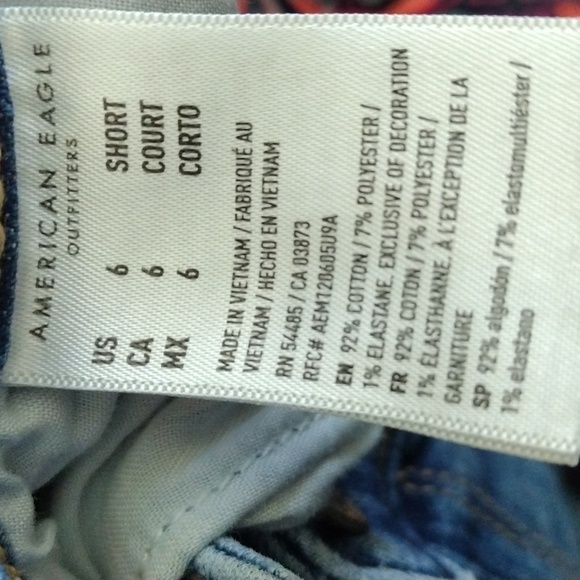 AMERICAN EAGLE
OUTFITTERS
US 6 SHORT
CA 6 COURT
MX 6 CORTO
MADE IN VIETNAM / FABRIQUÉ AU
VIETNAM / HECHO EN VIETNAM
RN 54485 / CA 03873
RFC# AEM120605U9A
EN 92% COTTON / 7% POLYESTER /
1% ELASTANE. EXCLUSIVE OF DECORATION
FR 92% COTON / 7% POLYESTER /
1% ÉLASTHANNE. À L'EXCEPTION DE LA
GARNITURE
SP 92% algodón / 7% elastomultiéster /
1% elastano